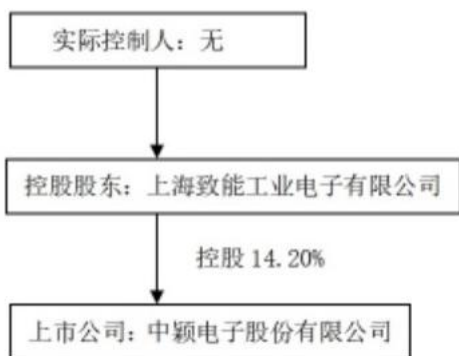 实际控制人：无
控股股东：上海致能工业电子有限公司
控股 14.20%
上市公司：中颖电子股份有限公司